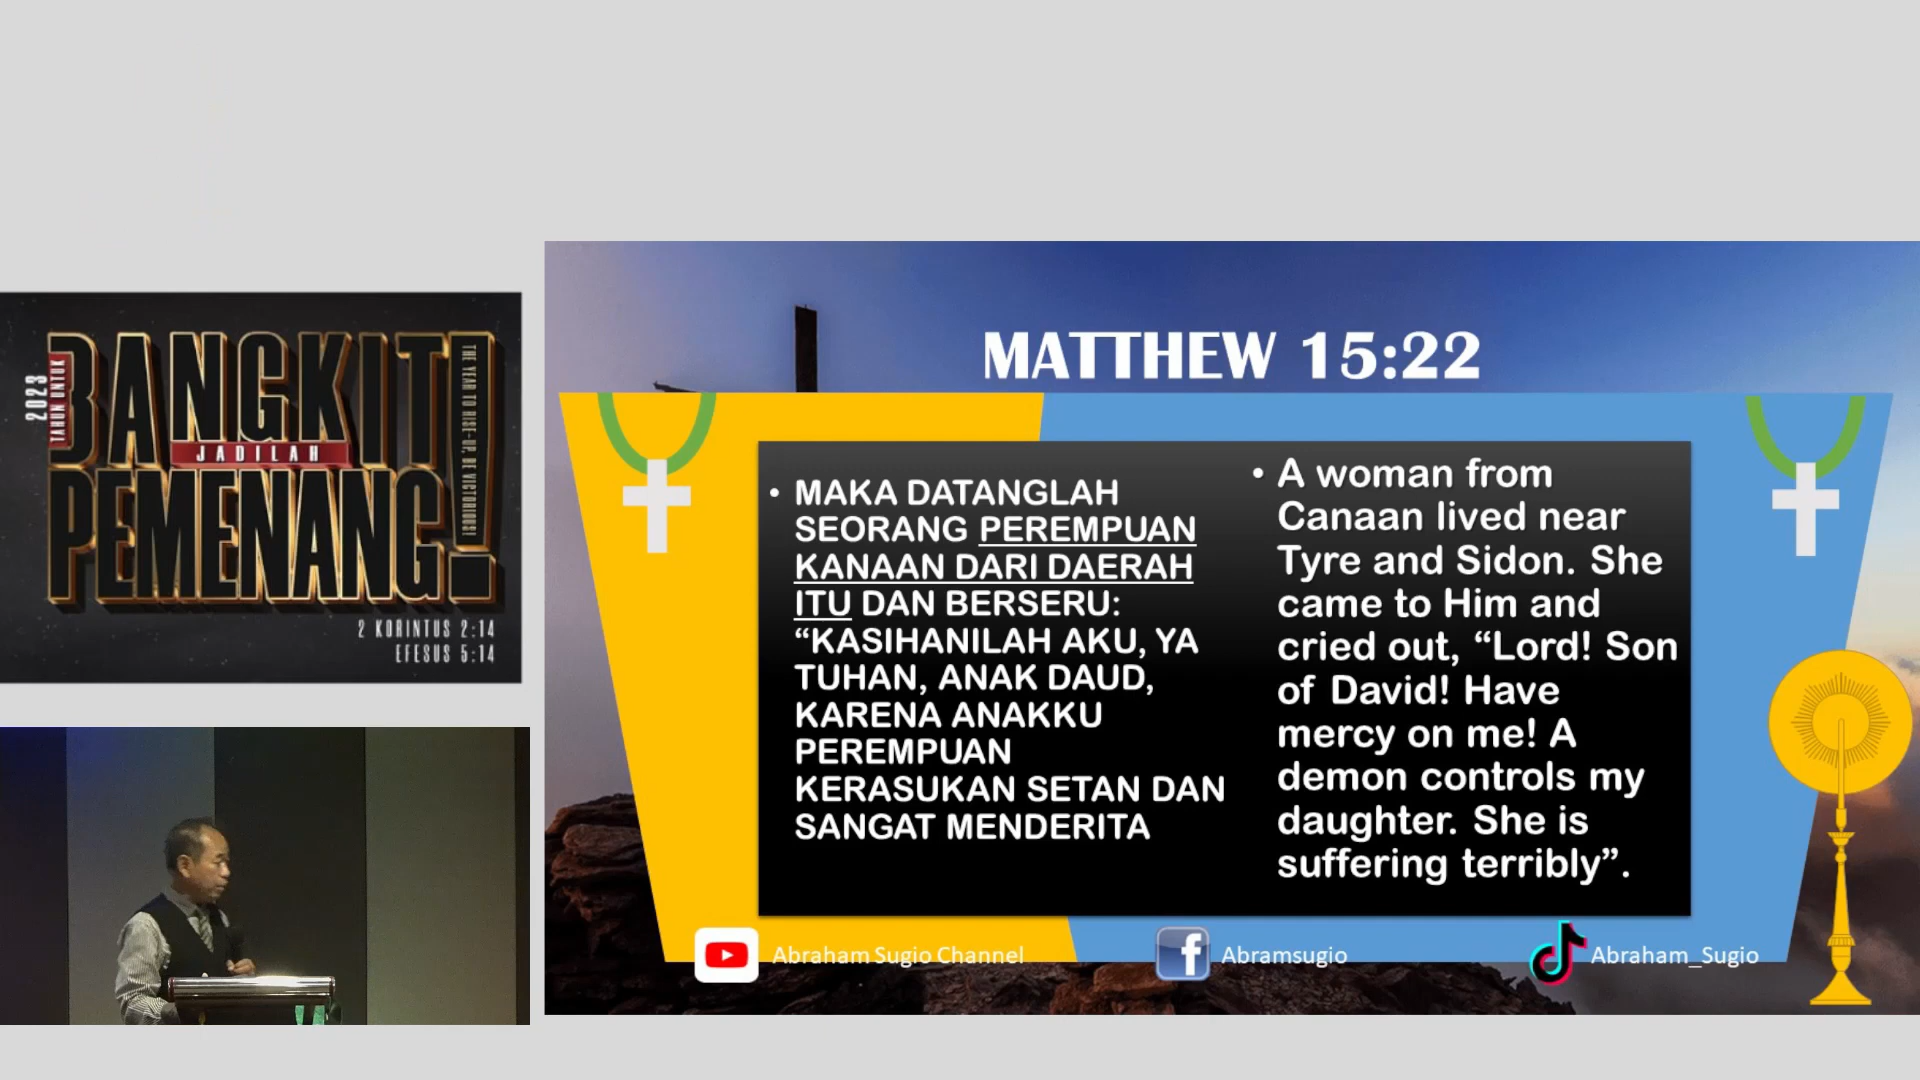 2023
TAHUN UNTUK
BANGKIT
JADILAH
PEMENANG!
THE YEAR TO RISE-UP, BE VICTORIOUS!
2 KORINTUS 2:14
EFESUS 5:14
MATTHEW 15:22
• MAKA DATANGLAH
SEORANG PEREMPUAN
KANAAN DARI DAERAH
ITU DAN BERSERU:
“KASIHANILAH AKU, YA
TUHAN, ANAK DAUD,
KARENA ANAKKU
PEREMPUAN
KERASUKAN SETAN DAN
SANGAT MENDERITA
• A woman from
Canaan lived near
Tyre and Sidon. She
came to Him and
cried out, “Lord! Son
of David! Have
mercy on me! A
demon controls my
daughter. She is
suffering terribly”.
Abraham Sugio Channel
Abramsugio
Abraham_Sugio